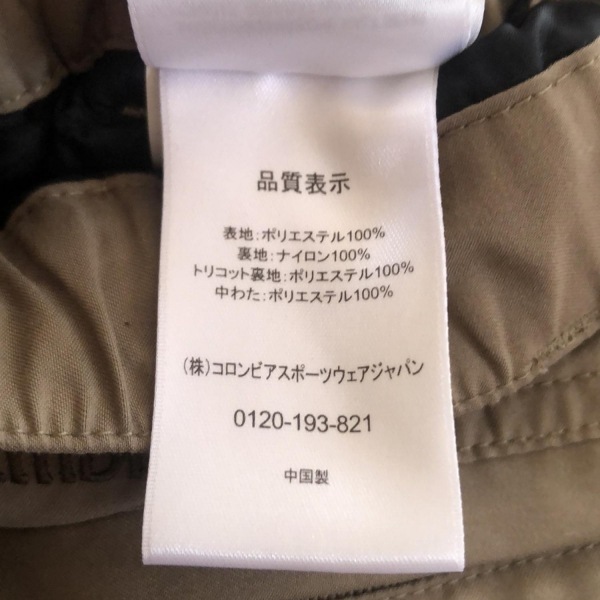 品質表示
表地:ポリエステル100%
裏地:ナイロン100%
トリコット裏地:ポリエステル100%
中わた:ポリエステル100%
(株)コロンビアスポーツウェアジャパン
0120-193-821
中国製